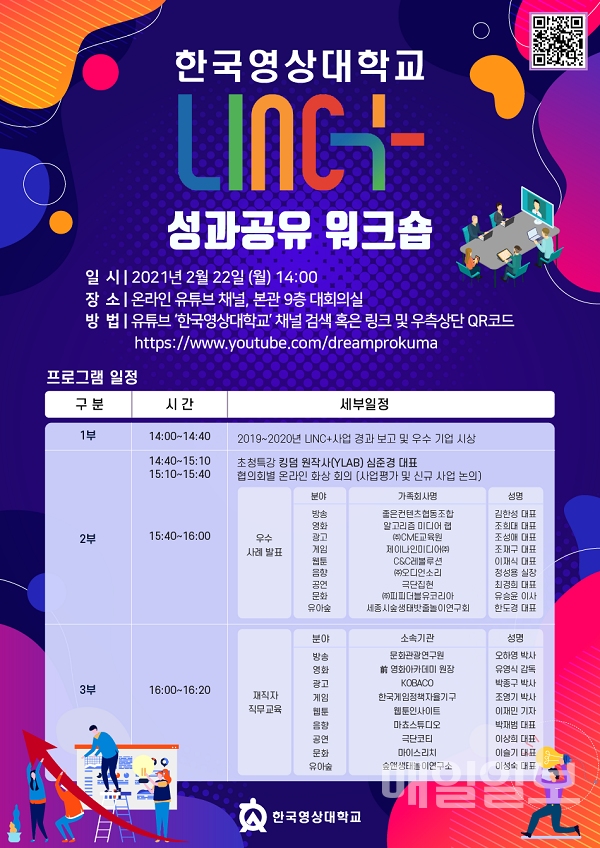 한국영상대학교
LINC+
성과공유 워크숍
일 시 | 2021년 2월 22일 (월) 14:00
장 소 | 온라인 유튜브 채널, 본관 9층 대회의실
방 법 | 유튜브 '한국영상대학교' 채널 검색 혹은 링크 및 우측상단 QR코드
https://www.youtube.com/dreamprokuma
프로그램 일정
구 분 시 간 세부일정
1부 14:00~14:40 2019~2020년 LINC+사업 경과 보고 및 우수 기업 시상
14:40~15:10 초청특강 킹덤 원작사(YLAB) 심준경 대표
15:10~15:40 협의회별 온라인 화상 회의 (사업평가 및 신규 사업 논의)
2부 15:40~16:00 우수 사례 발표
분야 가족회사명 성명
방송 좋은컨텐츠협동조합 김한성 대표
영화 알고리즘 미디어 랩 조희대 대표
광고 ㈜CME교육원 조성애 대표
게임 제이나인미디어㈜ 조재구 대표
웹툰 C&C레볼루션 이재식 대표
음향 ㈜오디언소리 정성용 실장
공연 극단집현 최경희 대표
문화 ㈜피피더블유코리아 유승윤 이사
유아숲 세종시숲생태밧줄놀이연구회 한도경 대표
3부 16:00~16:20 재직자 직무교육
분야 소속기관 성명
방송 문화관광연구원 오하영 박사
영화 前 영화아카데미 원장 유영식 감독
광고 KOBACO 박종구 박사
게임 한국게임정책자율기구 조영기 박사
웹툰 웹툰인사이트 이재민 기자
음향 마쵸스튜디오 박재범 대표
공연 극단코티 이상희 대표
문화 마이스리치 이슬기 대표
유아숲 숲앤생태놀이연구소 이성숙 대표
매일일보
한국영상대학교